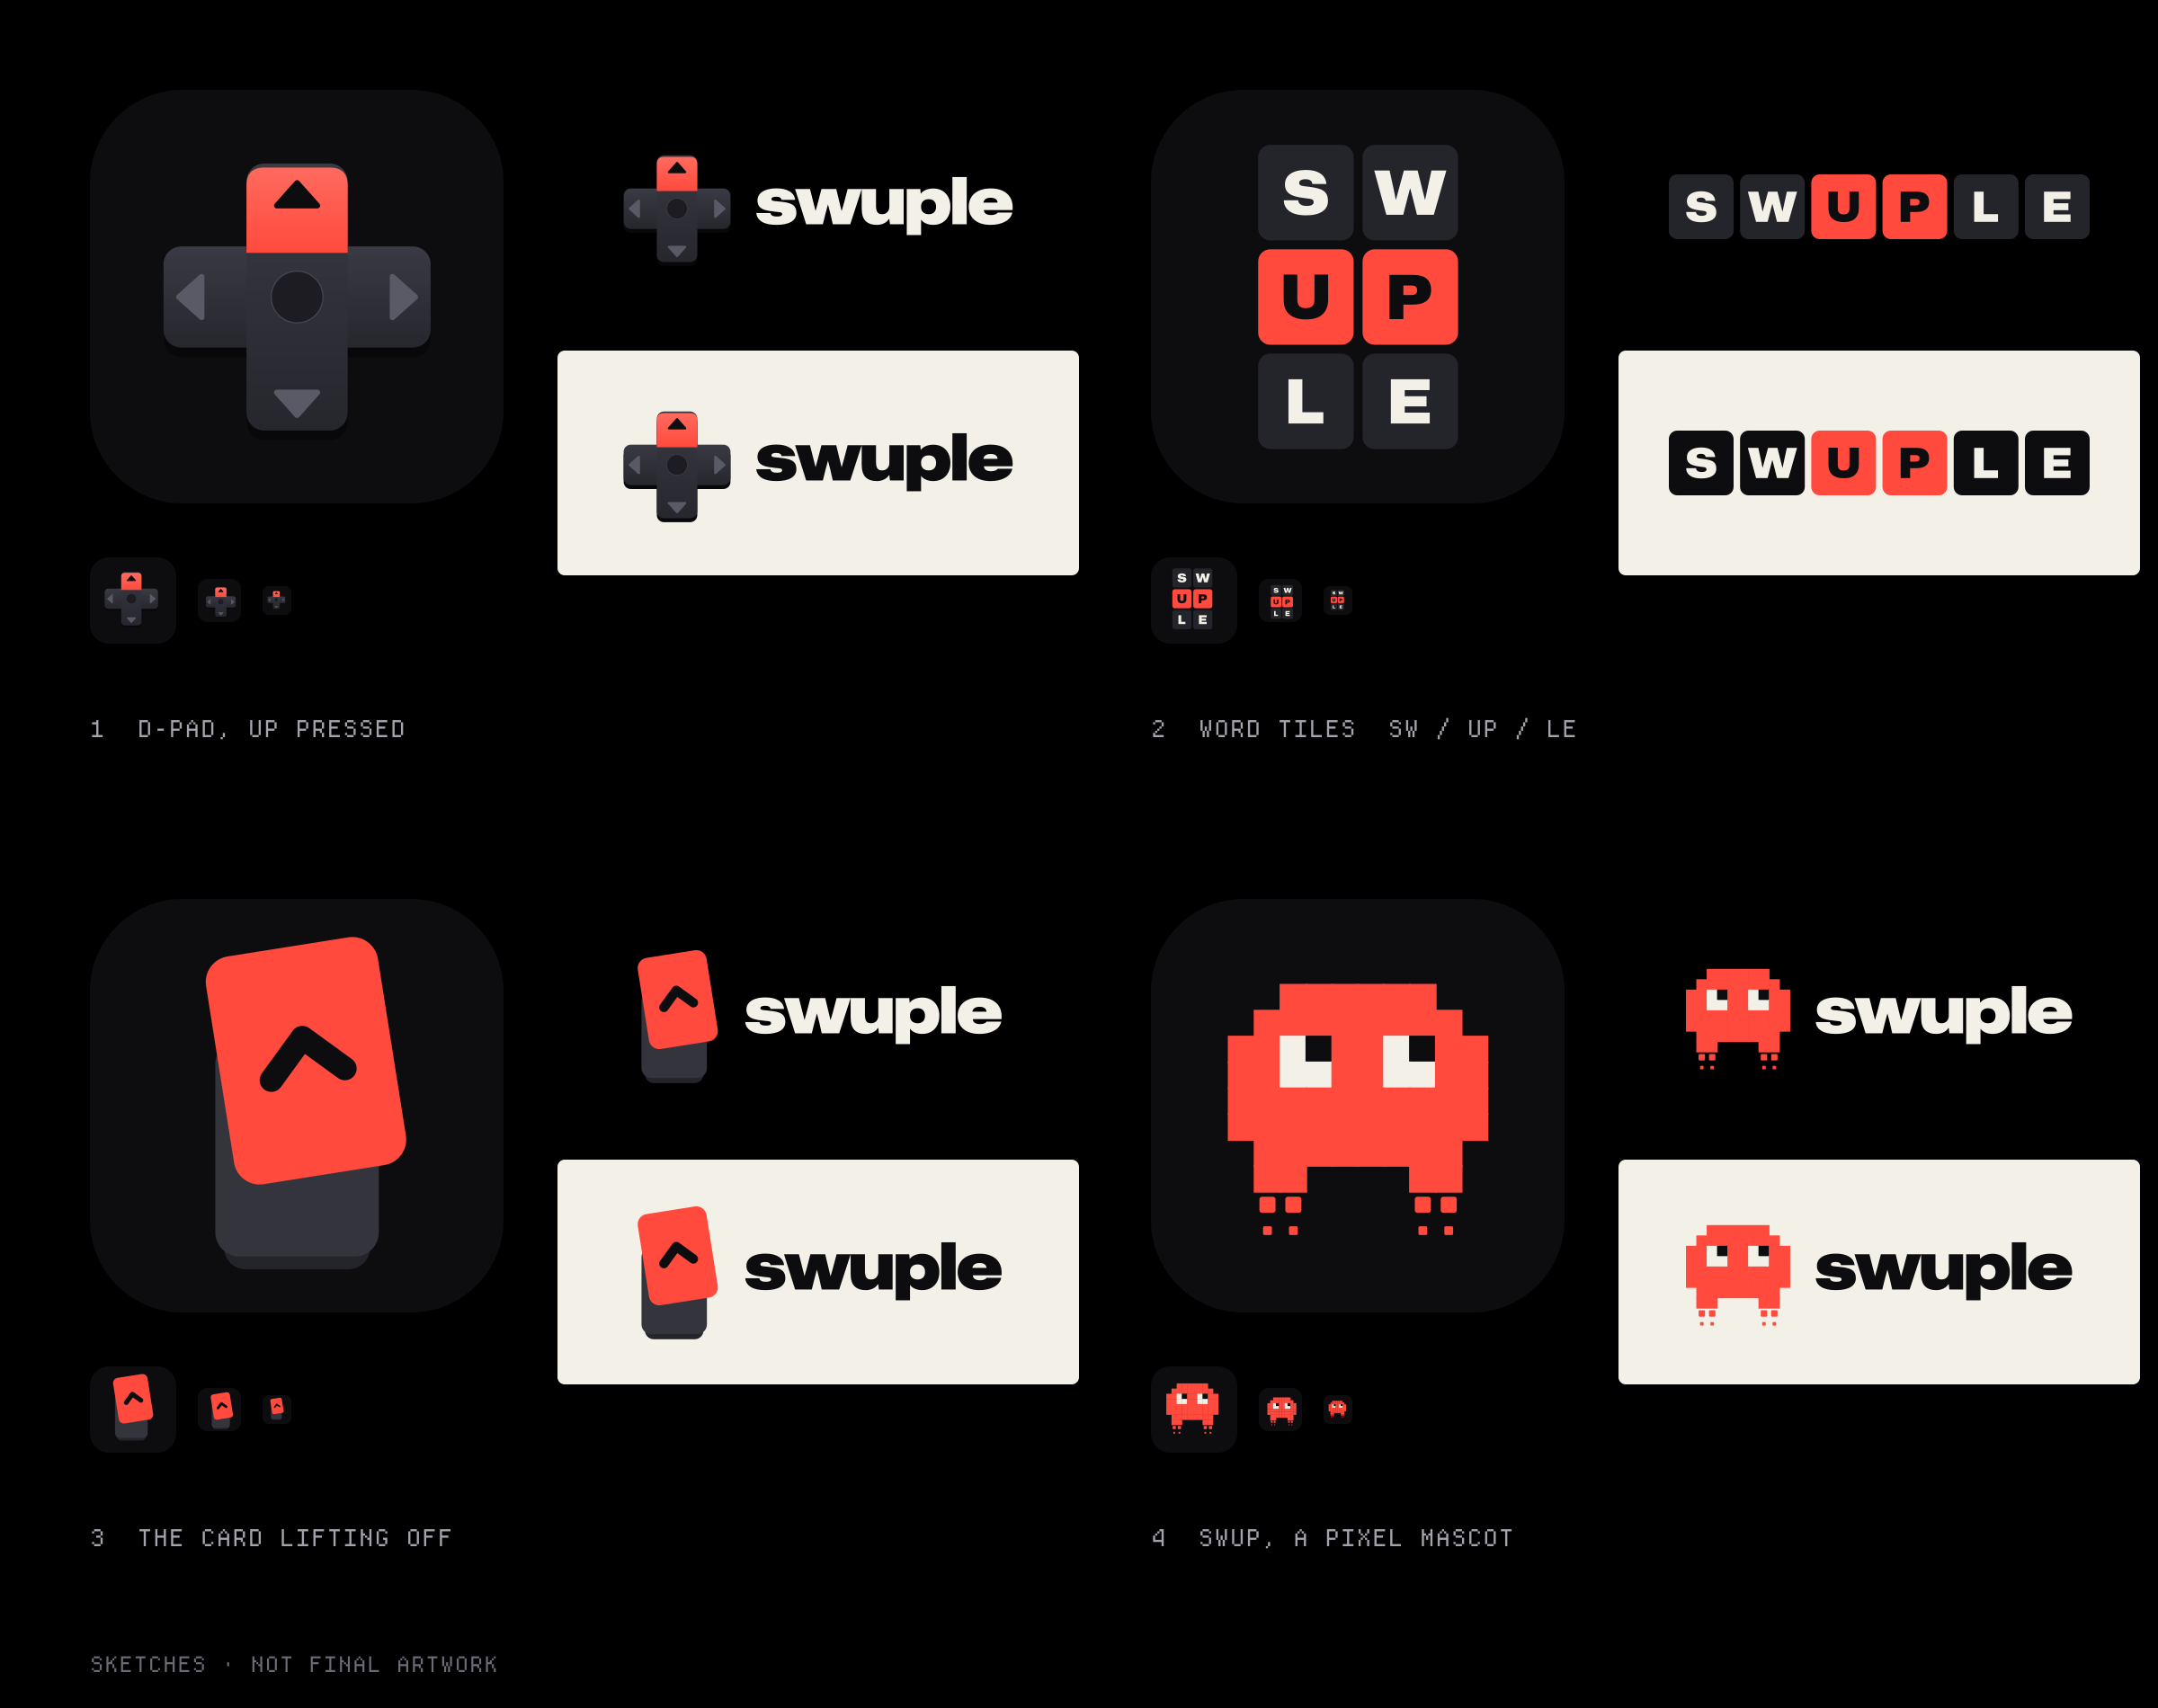 swuple
swuple
1 D-PAD, UP PRESSED
S W
U P
L E
SWUPLE
SWUPLE
S W
U P
L E
S W
U P
L E
S W
U P
L E
2 WORD TILES SW / UP / LE
swuple
swuple
3 THE CARD LIFTING OFF
swuple
swuple
4 SWUP, A PIXEL MASCOT
SKETCHES · NOT FINAL ARTWORK